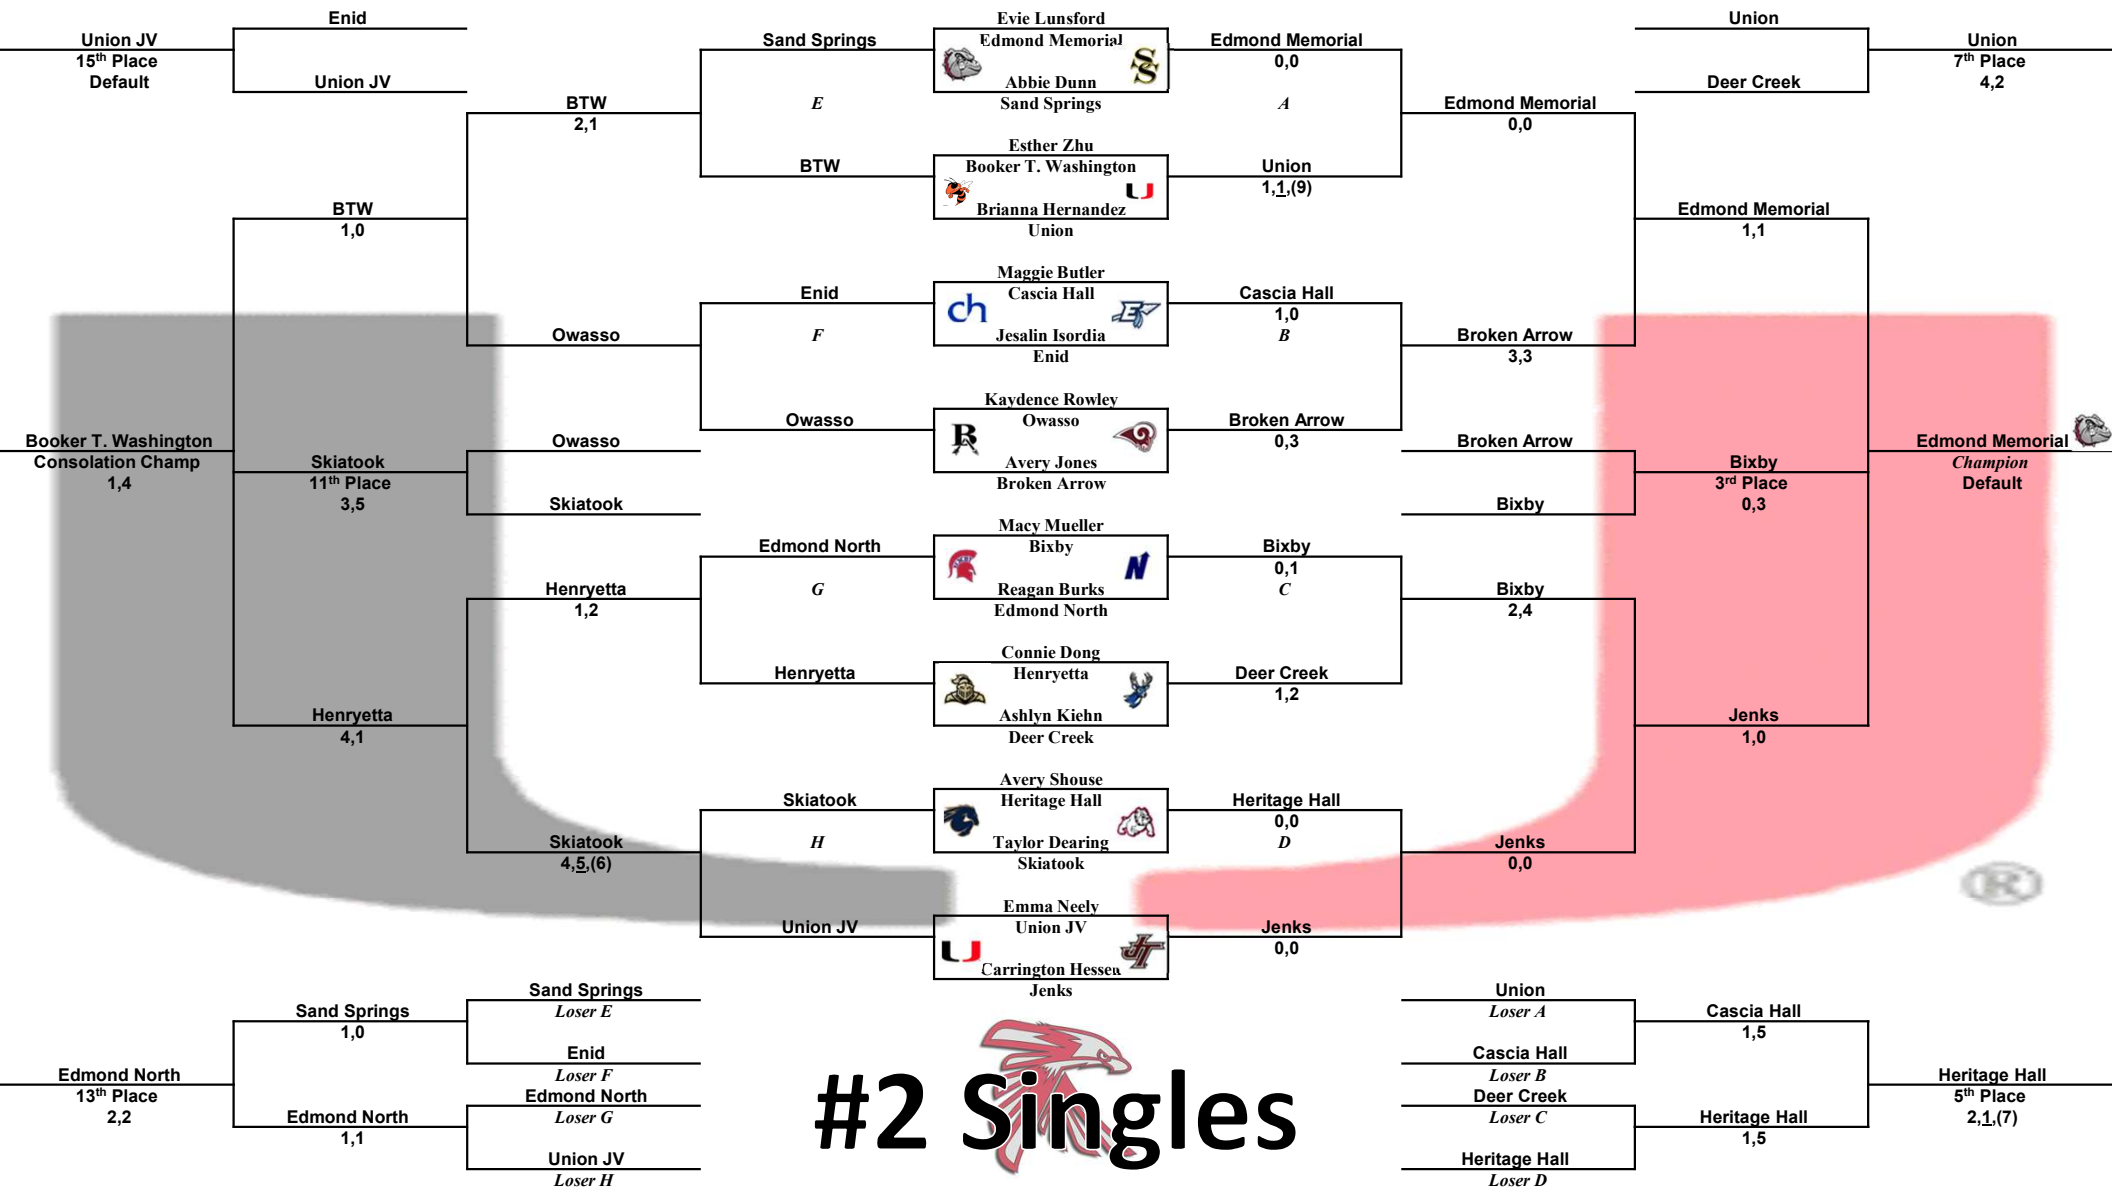 Enid
Union JV
15th Place
Default
Union JV
BTW
2,1
BTW
1,0
Owasso
Booker T. Washington
Consolation Champ
1,4
Owasso
Skiatook
11th Place
3,5
Skiatook
Henryetta
1,2
Henryetta
4,1
Skiatook
4,5,(6)
Sand Springs
E
BTW
Enid
F
Owasso
Edmond North
G
Henryetta
Skiatook
H
Union JV
Evie Lunsford
Edmond Memorial
Abbie Dunn
Sand Springs
Esther Zhu
Booker T. Washington
Brianna Hernandez
Union
Maggie Butler
Cascia Hall
ch
Jesalin Isordia
Enid
Kaydence Rowley
Owasso
Avery Jones
Broken Arrow
Macy Mueller
Bixby
Reagan Burks
Edmond North
Connie Dong
Henryetta
Ashlyn Kiehn
Deer Creek
Avery Shouse
Heritage Hall
Taylor Dearing
Skiatook
Emma Neely
Union JV
Carrington Hessen
Jenks
Edmond Memorial
0,0
A
Union
1,1,(9)
Cascia Hall
1,0
B
Broken Arrow
0,3
Bixby
0,1
C
Deer Creek
1,2
Heritage Hall
0,0
D
Jenks
0,0
Edmond Memorial
0,0
Broken Arrow
3,3
Broken Arrow
Bixby
Bixby
2,4
Jenks
0,0
Union
Deer Creek
Union
7th Place
4,2
Edmond Memorial
1,1
Bixby
3rd Place
0,3
Jenks
1,0
Edmond Memorial
Champion
Default
®
Sand Springs
Loser E
Sand Springs
1,0
Enid
Loser F
Edmond North
13th Place
2,2
Edmond North
Loser G
Edmond North
1,1
Union JV
Loser H
#2 Singles
Union
Loser A
Cascia Hall
1,5
Cascia Hall
Loser B
Heritage Hall
5th Place
2,1,(7)
Deer Creek
Loser C
Heritage Hall
1,5
Heritage Hall
Loser D